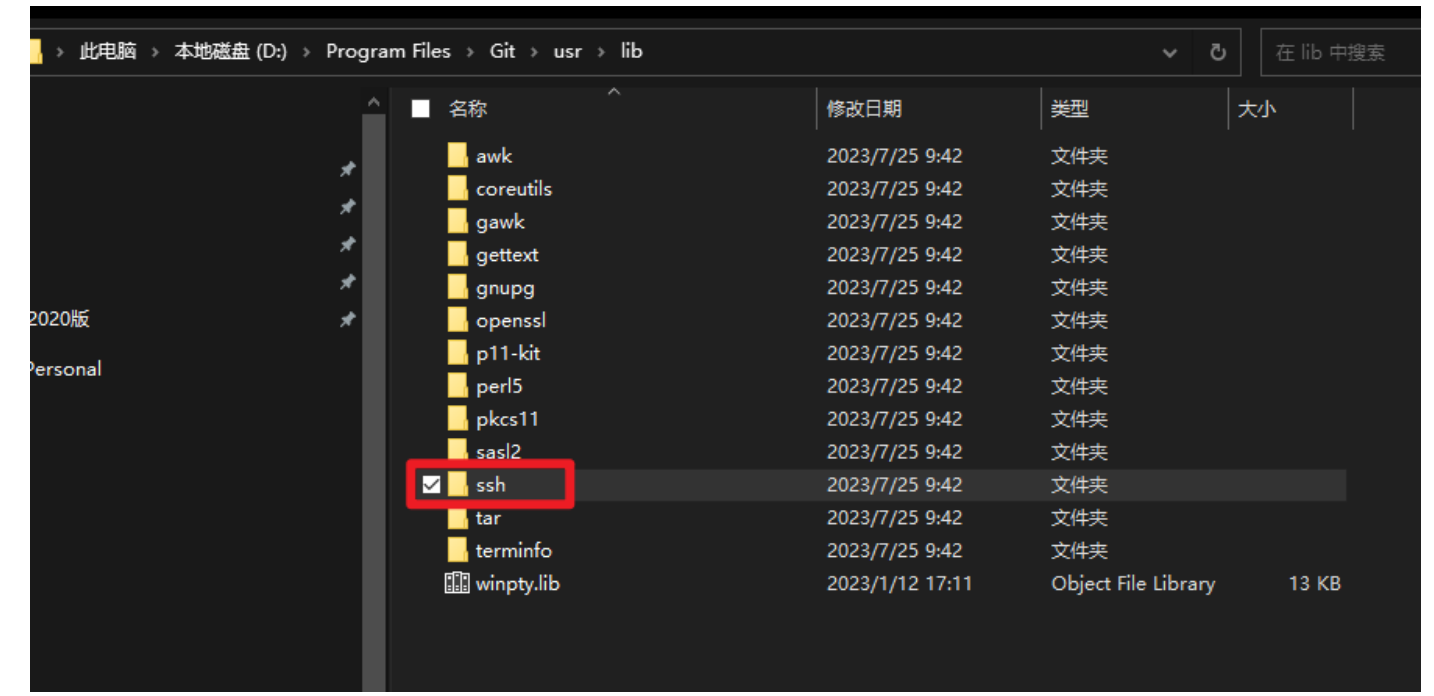 > 此电脑 > 本地磁盘 (D:) > Program Files > Git > usr > lib
在 lib 中搜索
2020版
Personal
名称 修改日期 类型 大小
awk 2023/7/25 9:42 文件夹
coreutils 2023/7/25 9:42 文件夹
gawk 2023/7/25 9:42 文件夹
gettext 2023/7/25 9:42 文件夹
gnupg 2023/7/25 9:42 文件夹
openssl 2023/7/25 9:42 文件夹
p11-kit 2023/7/25 9:42 文件夹
perl5 2023/7/25 9:42 文件夹
pkcs11 2023/7/25 9:42 文件夹
sasl2 2023/7/25 9:42 文件夹
ssh 2023/7/25 9:42 文件夹
tar 2023/7/25 9:42 文件夹
terminfo 2023/7/25 9:42 文件夹
winpty.lib 2023/1/12 17:11 Object File Library 13 KB